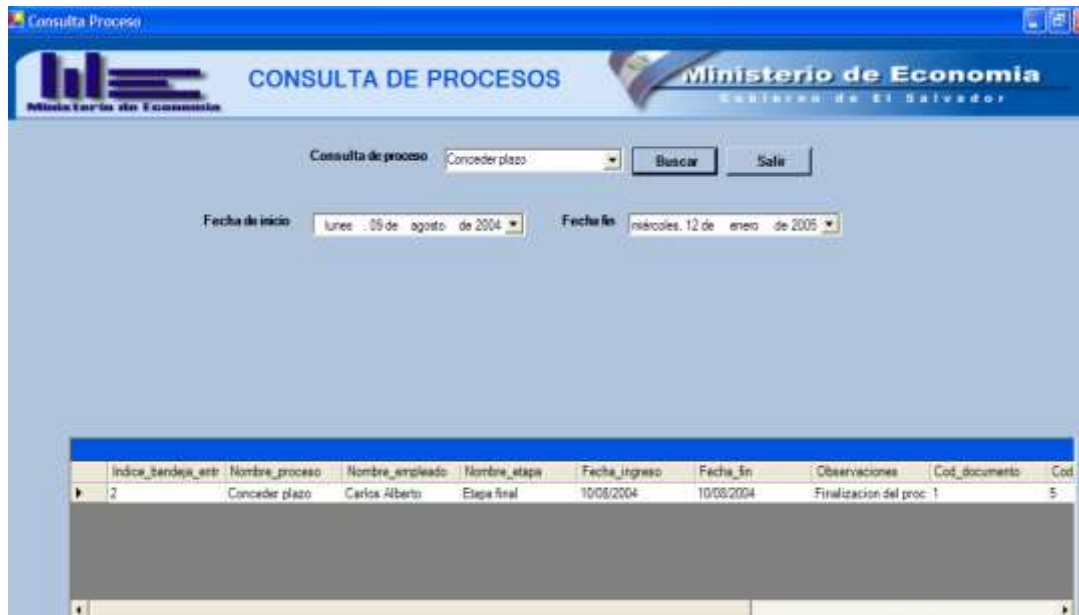 Consulta Proceso
Ministerio de Economia
CONSULTA DE PROCESOS
Ministerio de Economia
Gobierno de El Salvador
Consulta de proceso Conceder plazo Buscar Salir
Fecha de inicio lunes , 09 de agosto de 2004 Fecha fin miércoles, 12 de enero de 2005
Indice_bandeja_entr Nombre_proceso Nombre_empleado Nombre_etapa Fecha_ingreso Fecha_fin Observaciones Cod_documento Cod
2 Conceder plazo Carlos Alberto Etapa final 10/08/2004 10/08/2004 Finalizacion del proc 1 5